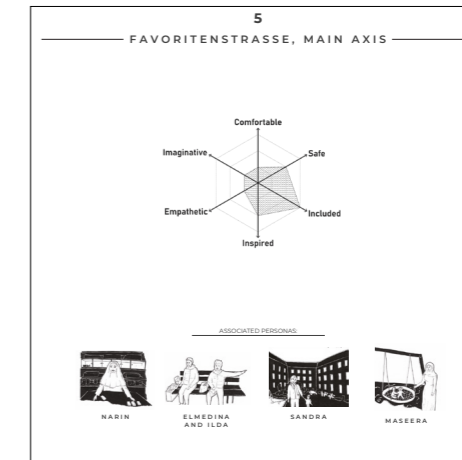 5
FAVORITENSTRASSE, MAIN AXIS
Comfortable
Imaginative
Safe
Empathetic
Included
Inspired
ASSOCIATED PERSONAS:
NARIN
ELMEDINA
AND ILDA
SANDRA
MASEERA